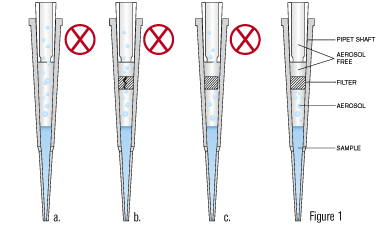 PIPET SHAFT
AEROSOL
FREE
FILTER
AEROSOL
SAMPLE
a.
b.
c.
Figure 1